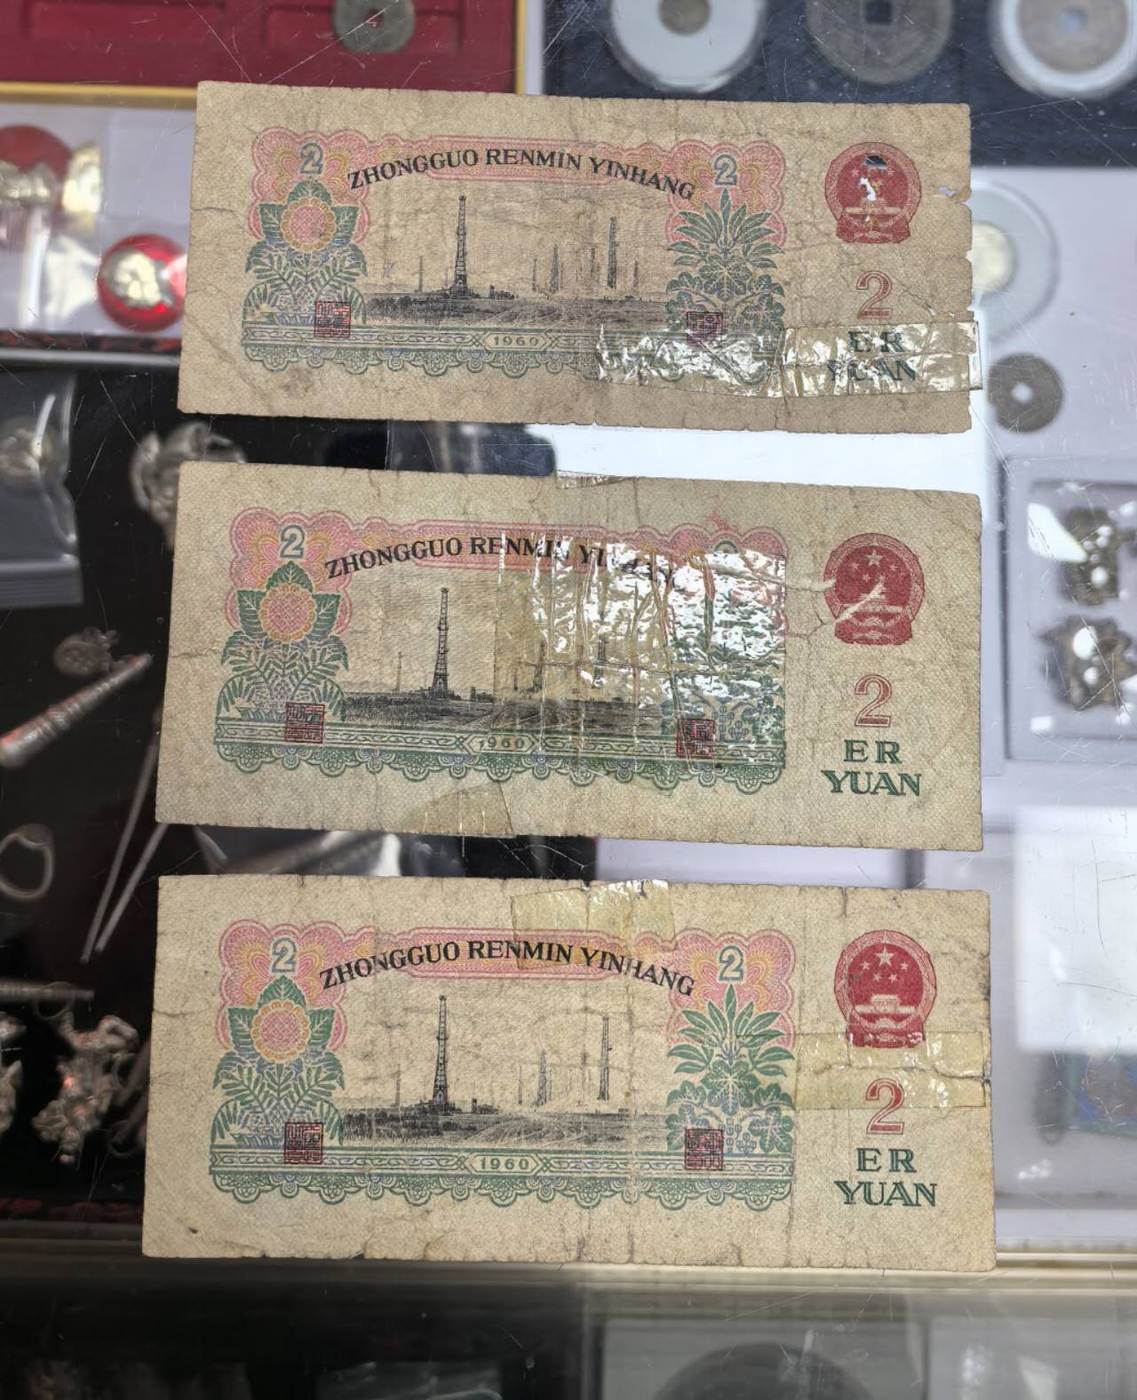 2
ZHONGGUO RENMIN YINHANG
2
1960
2
ER
YUAN
2
ZHONGGUO RENMIN
1960
2
ER
YUAN
2
ZHONGGUO RENMIN YINHANG
2
1960
2
ER
YUAN